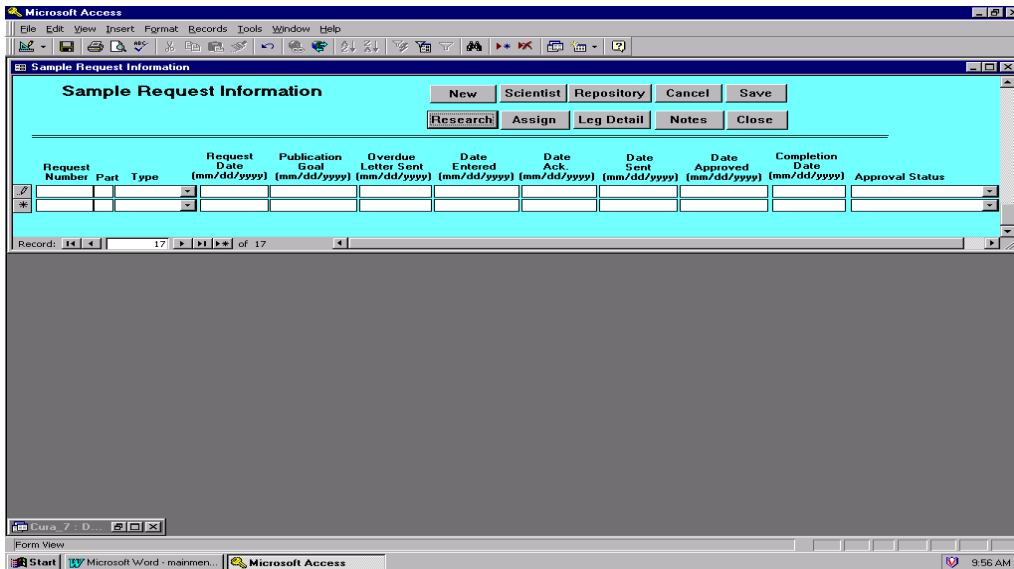 Microsoft Access
File Edit View Insert Format Records Tools Window Help
Sample Request Information
Sample Request Information
New Scientist Repository Cancel Save
Research Assign Leg Detail Notes Close
Request Number Part Type Request Date (mm/dd/yyyy) Publication Goal (mm/dd/yyyy) Overdue Letter Sent (mm/dd/yyyy) Date Entered (mm/dd/yyyy) Date Ack. (mm/dd/yyyy) Date Sent (mm/dd/yyyy) Date Approved (mm/dd/yyyy) Completion Date (mm/dd/yyyy) Approval Status
Record: 17 of 17
Cura_7 : D...
Form View
Start Microsoft Word - mainmen... Microsoft Access 9:56 AM